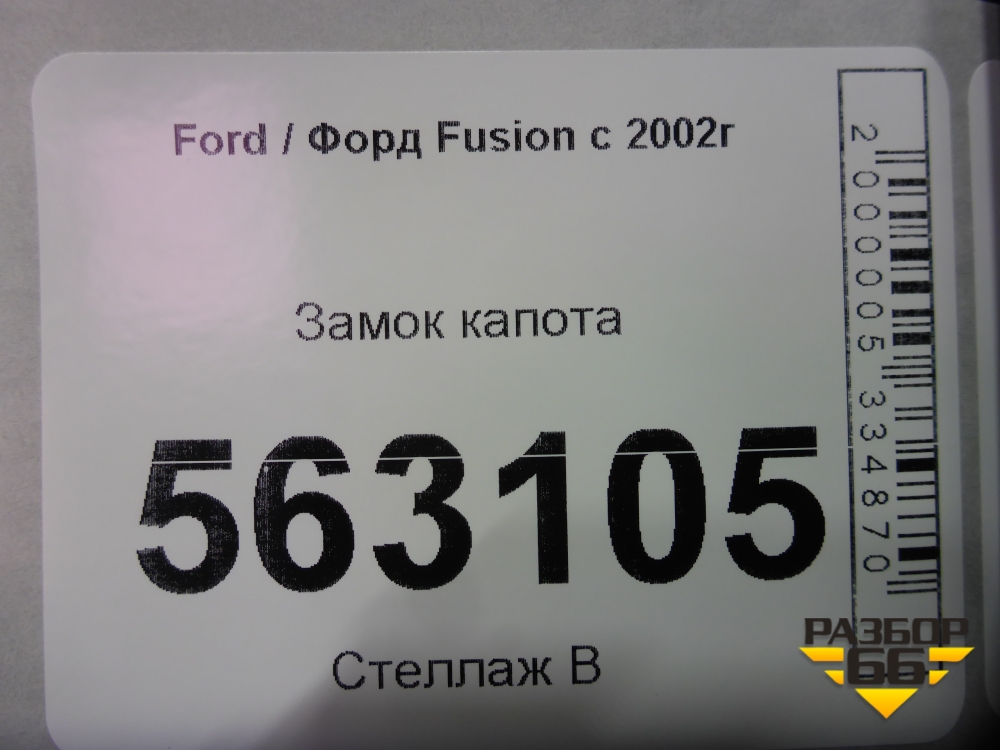 Ford / Форд Fusion с 2002г
Замок капота
563105
Стеллаж В
2000005334870
РАЗБОР
66